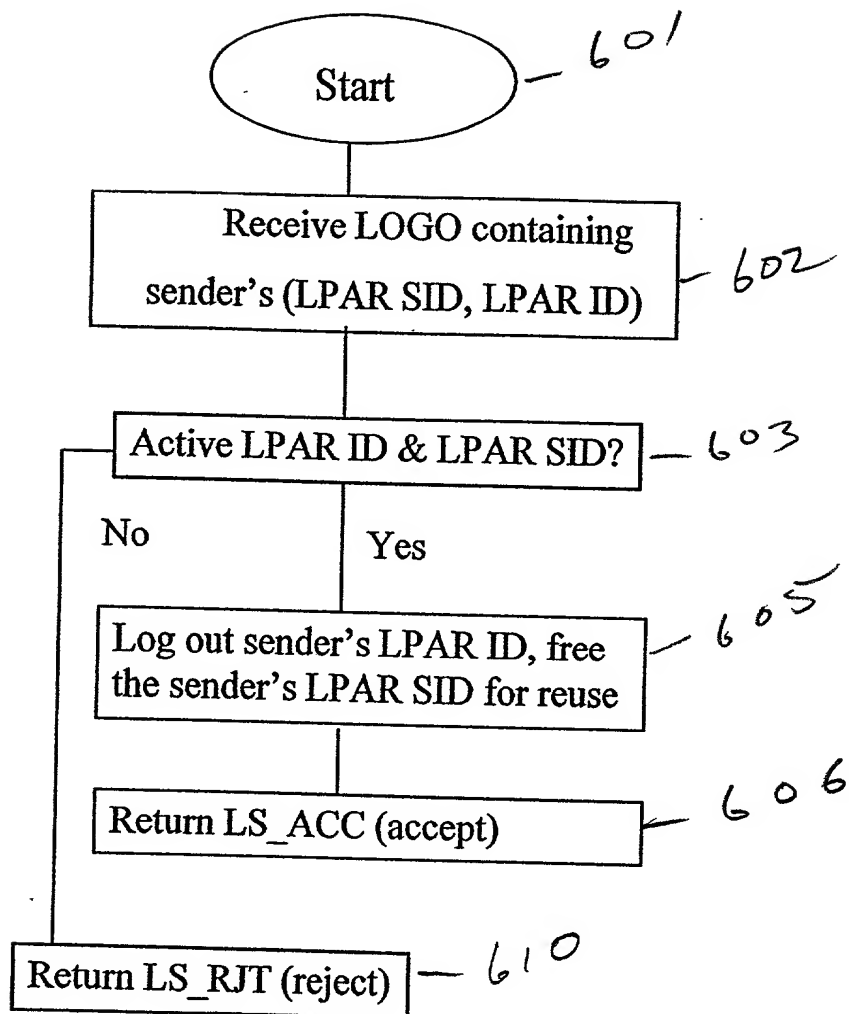 Start
601
Receive LOGO containing
sender's (LPAR SID, LPAR ID)
602
Active LPAR ID & LPAR SID?
603
No
Yes
Log out sender's LPAR ID, free
the sender's LPAR SID for reuse
605
Return LS_ACC (accept)
606
Return LS_RJT (reject)
610